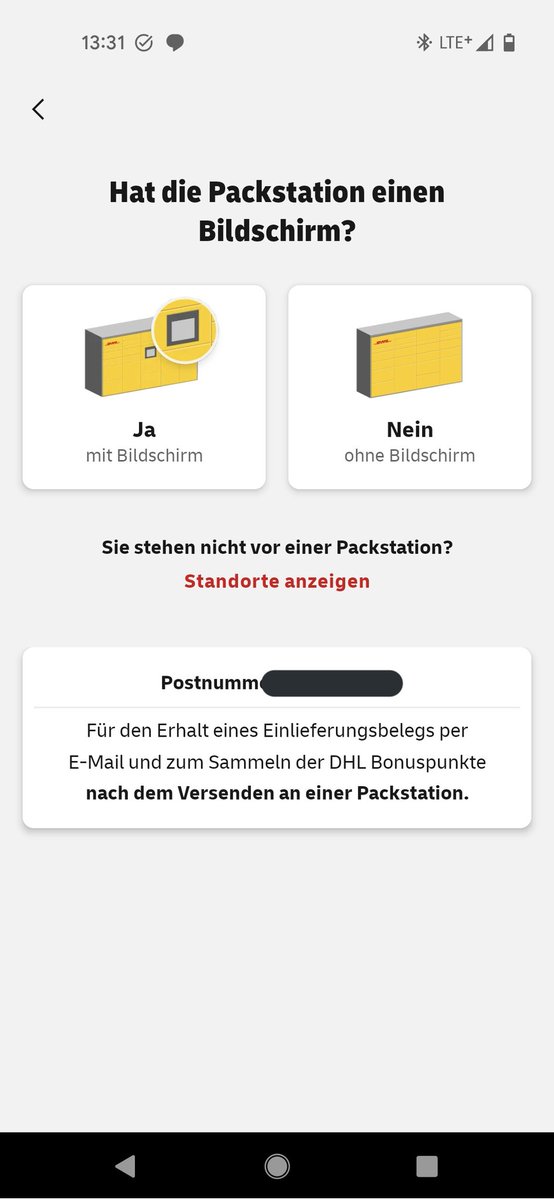 13:31 LTE+
Hat die Packstation einen
Bildschirm?
Ja
mit Bildschirm
Nein
ohne Bildschirm
Sie stehen nicht vor einer Packstation?
Standorte anzeigen
Postnumm
Für den Erhalt eines Einlieferungsbelegs per
E-Mail und zum Sammeln der DHL Bonuspunkte
nach dem Versenden an einer Packstation.